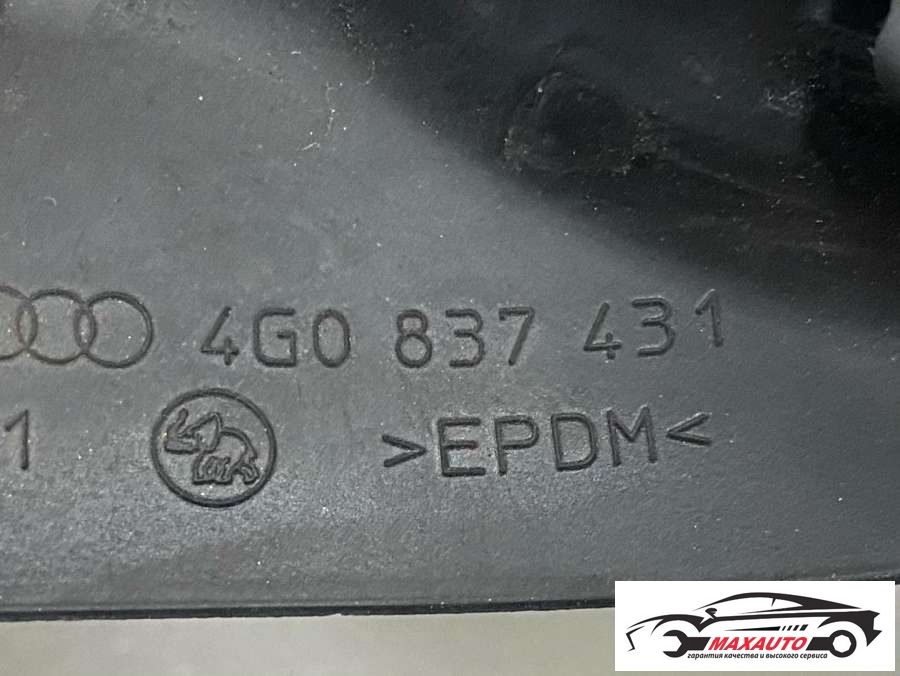 4G0 837 431
1
>EPDM<
MAXAUTO
гарантия качества и высокого сервиса